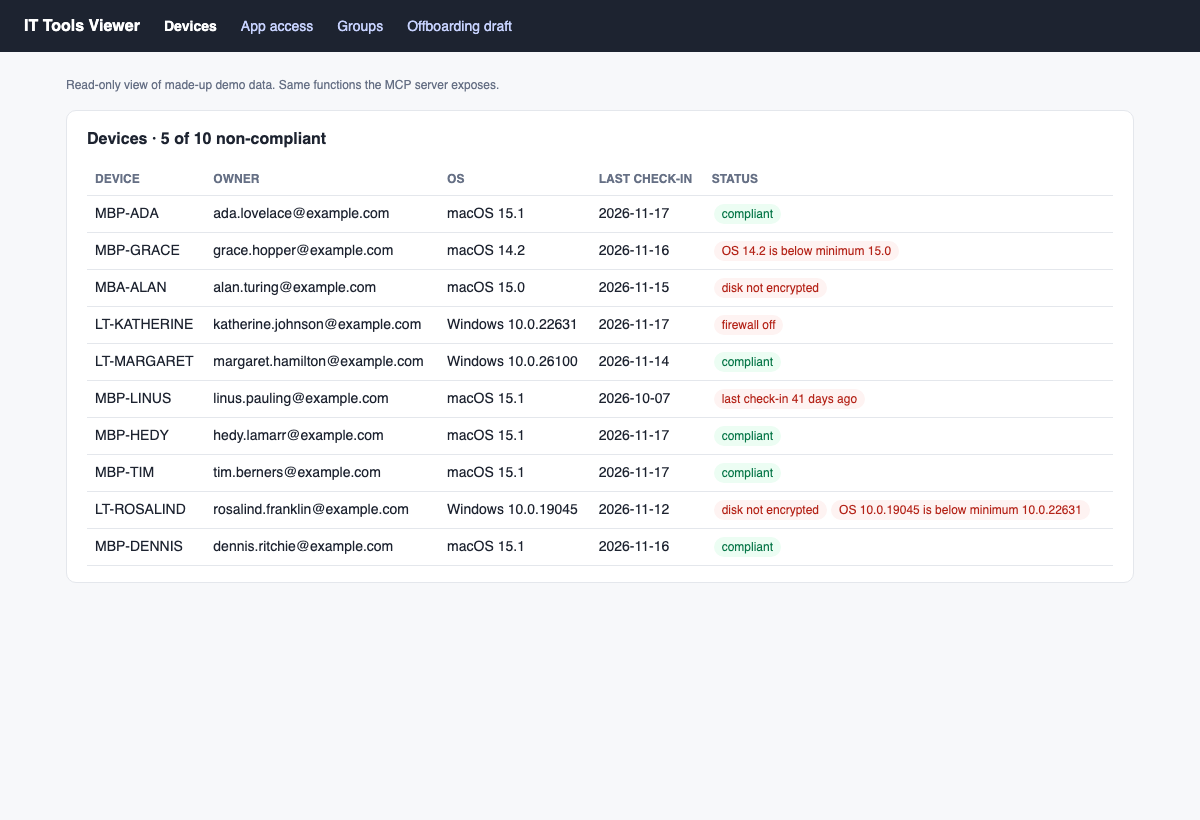 IT Tools Viewer Devices App access Groups Offboarding draft
Read-only view of made-up demo data. Same functions the MCP server exposes.
Devices · 5 of 10 non-compliant
DEVICE OWNER OS LAST CHECK-IN STATUS
MBP-ADA ada.lovelace@example.com macOS 15.1 2026-11-17 compliant
MBP-GRACE grace.hopper@example.com macOS 14.2 2026-11-16 OS 14.2 is below minimum 15.0
MBA-ALAN alan.turing@example.com macOS 15.0 2026-11-15 disk not encrypted
LT-KATHERINE katherine.johnson@example.com Windows 10.0.22631 2026-11-17 firewall off
LT-MARGARET margaret.hamilton@example.com Windows 10.0.26100 2026-11-14 compliant
MBP-LINUS linus.pauling@example.com macOS 15.1 2026-10-07 last check-in 41 days ago
MBP-HEDY hedy.lamarr@example.com macOS 15.1 2026-11-17 compliant
MBP-TIM tim.berners@example.com macOS 15.1 2026-11-17 compliant
LT-ROSALIND rosalind.franklin@example.com Windows 10.0.19045 2026-11-12 disk not encrypted OS 10.0.19045 is below minimum 10.0.22631
MBP-DENNIS dennis.ritchie@example.com macOS 15.1 2026-11-16 compliant